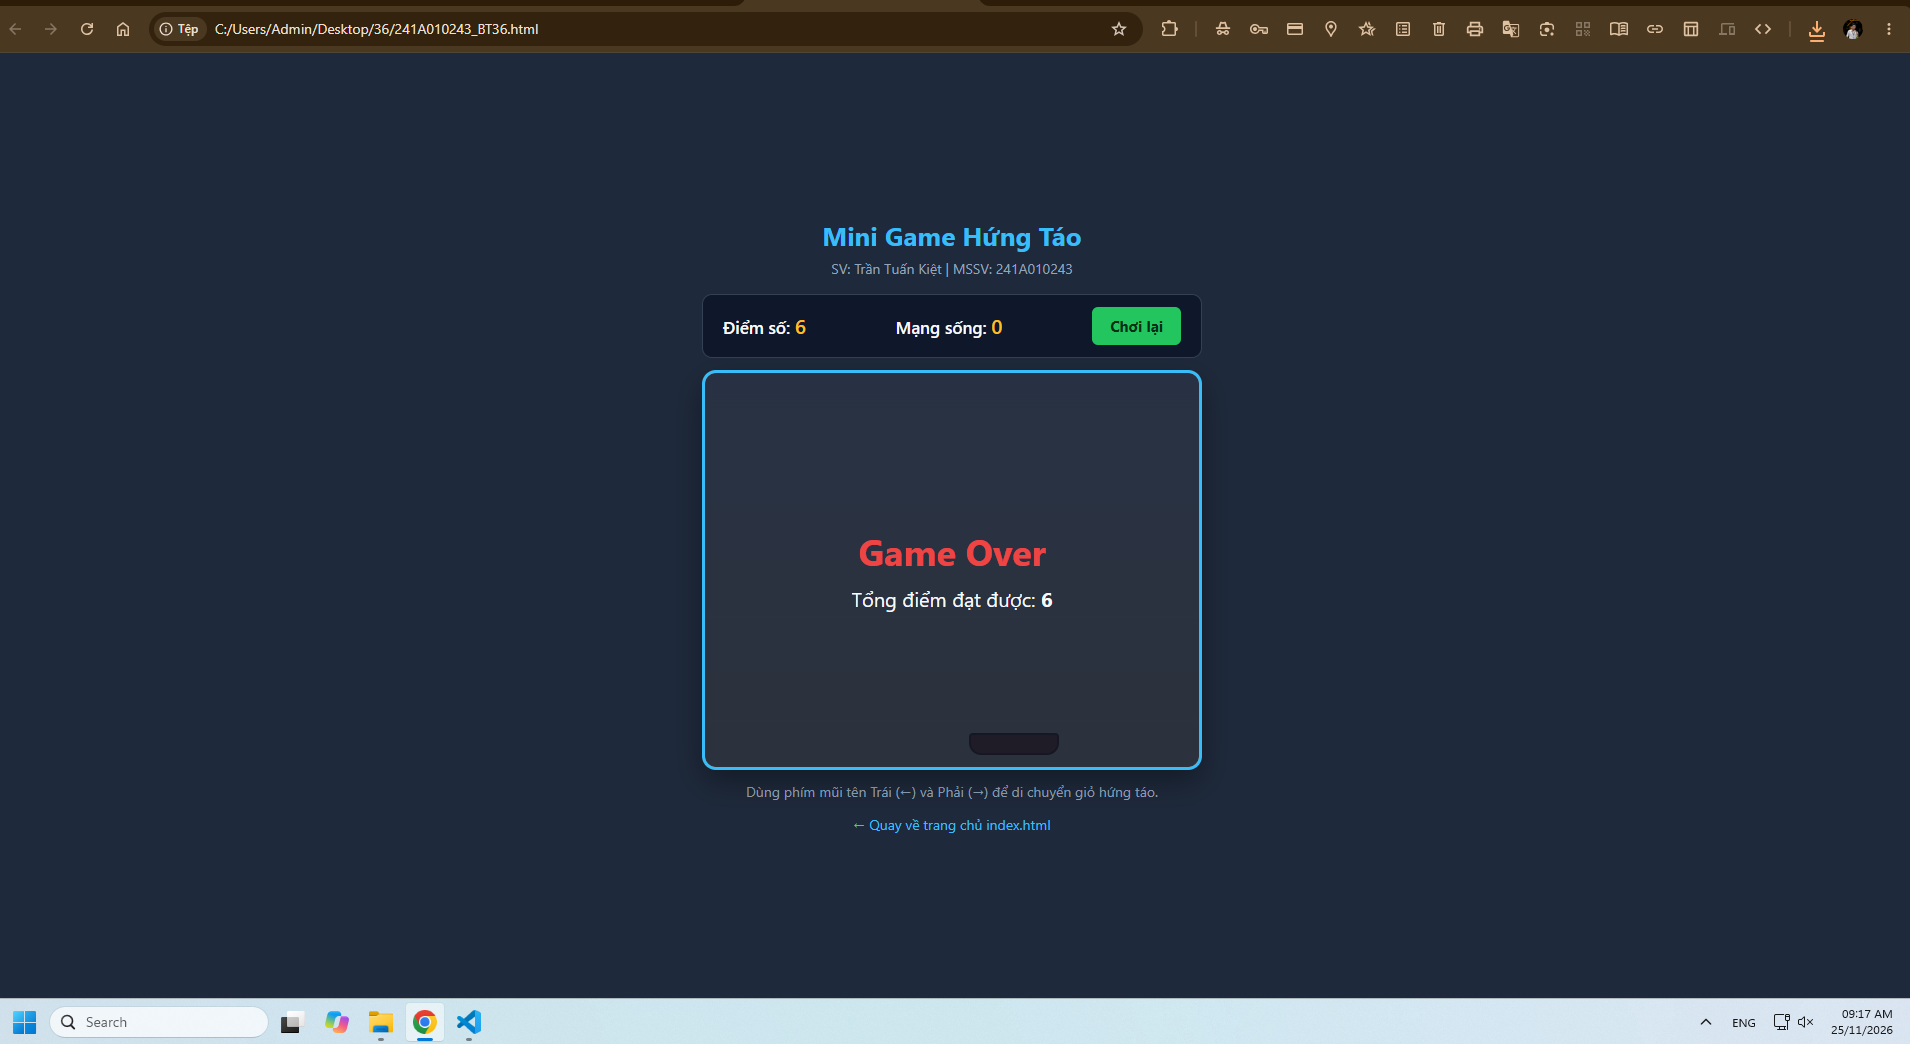 Tệp C:/Users/Admin/Desktop/36/241A010243_BT36.html
Mini Game Hứng Táo
SV: Trần Tuấn Kiệt | MSSV: 241A010243
Điểm số: 6 Mạng sống: 0 Chơi lại
Game Over
Tổng điểm đạt được: 6
Dùng phím mũi tên Trái (←) và Phải (→) để di chuyển giỏ hứng táo.
← Quay về trang chủ index.html
Search
ENG
09:17 AM
25/11/2026